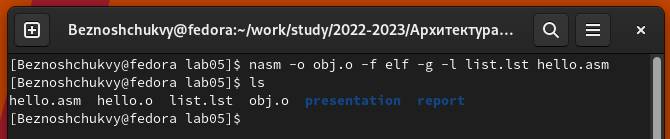 Beznoshchukvy@fedora:~/work/study/2022-2023/Архитектура...
[Beznoshchukvy@fedora lab05]$ nasm -o obj.o -f elf -g -l list.lst hello.asm
[Beznoshchukvy@fedora lab05]$ ls
hello.asm  hello.o  list.lst  obj.o  presentation  report
[Beznoshchukvy@fedora lab05]$